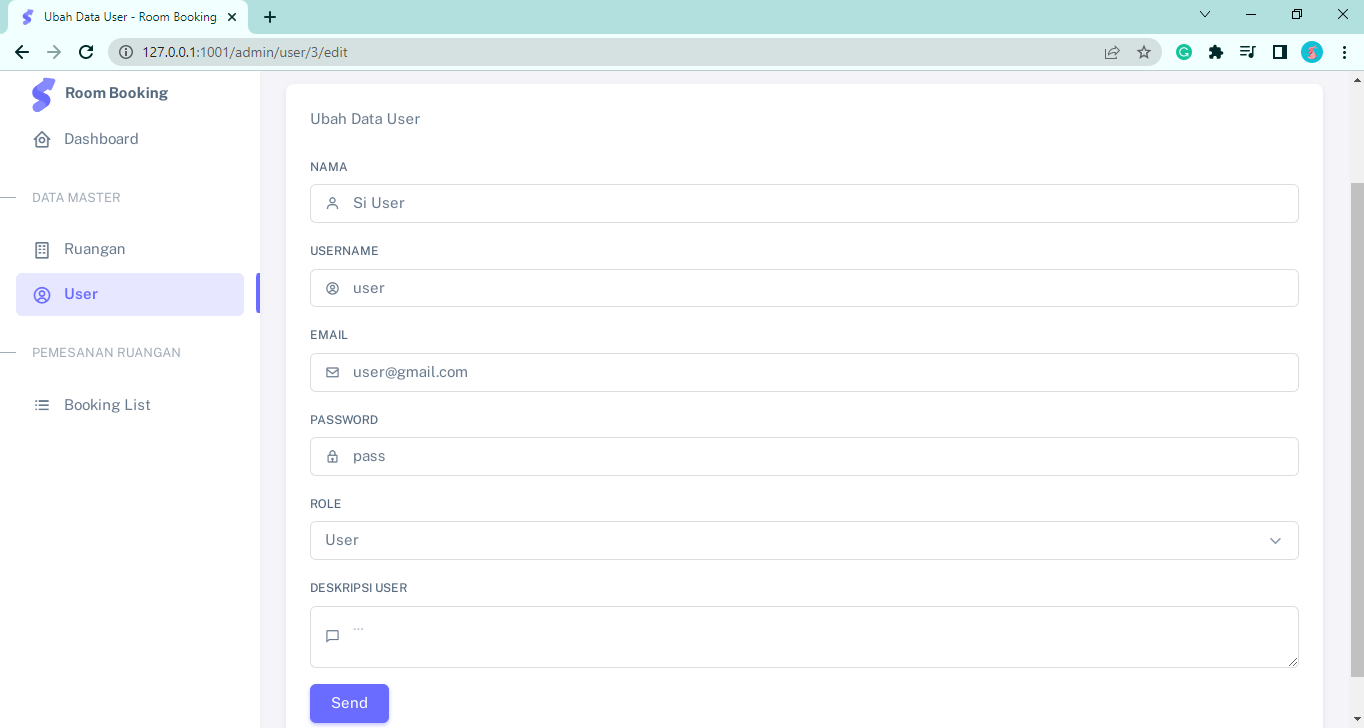 Ubah Data User - Room Booking
127.0.0.1:1001/admin/user/3/edit
Room Booking
Dashboard
DATA MASTER
Ruangan
User
PEMESANAN RUANGAN
Booking List
Ubah Data User
NAMA
Si User
USERNAME
user
EMAIL
user@gmail.com
PASSWORD
pass
ROLE
User
DESKRIPSI USER
...
Send